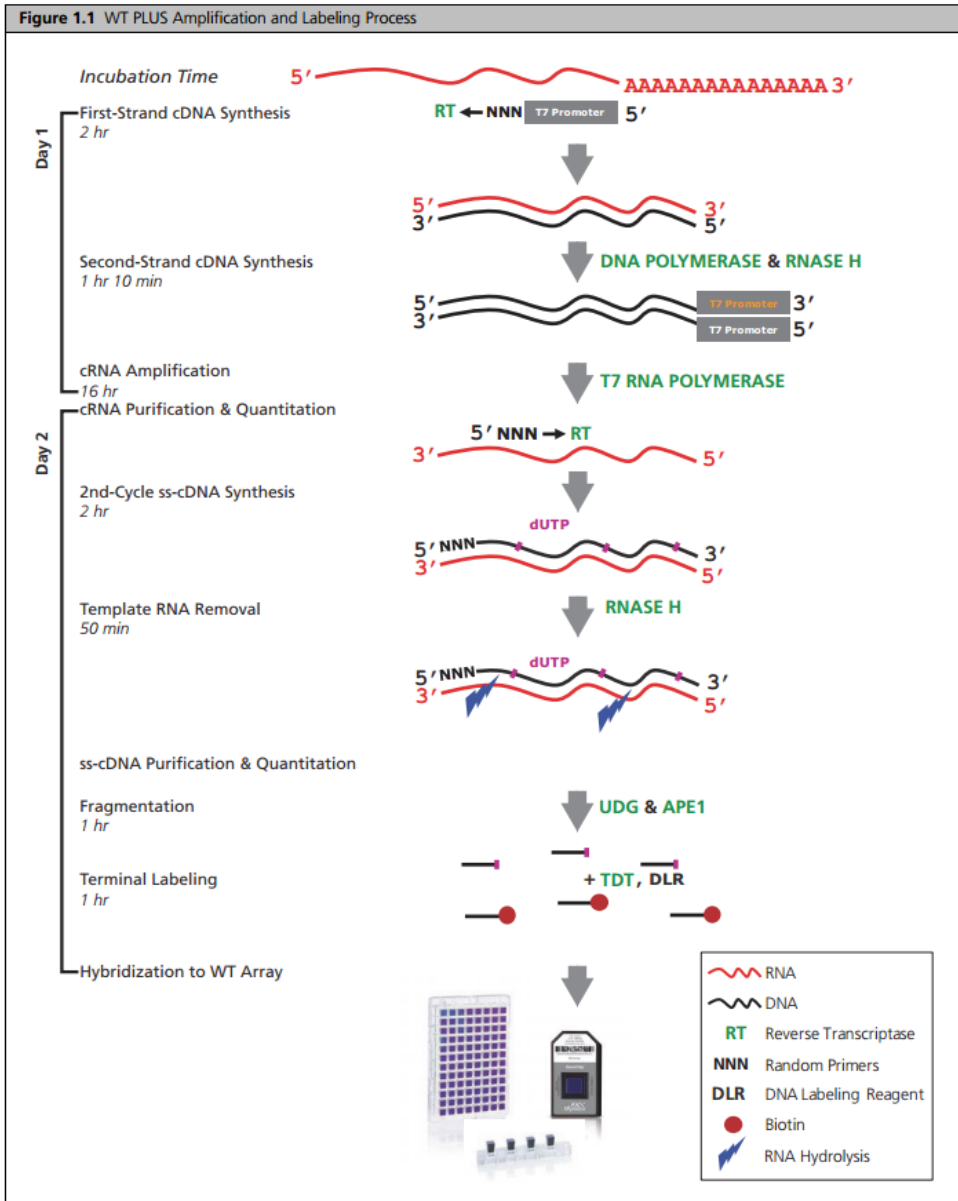 Figure 1.1 WT PLUS Amplification and Labeling Process
Incubation Time
5′ AAAAAAAAAAAAAAA 3′
Day 1
First-Strand cDNA Synthesis
2 hr
RT NNN T7 Promoter 5′
5′ 3′
3′ 5′
Second-Strand cDNA Synthesis
1 hr 10 min
DNA POLYMERASE & RNASE H
5′ T7 Promoter 3′
3′ T7 Promoter 5′
cRNA Amplification
16 hr
T7 RNA POLYMERASE
Day 2
cRNA Purification & Quantitation
5′ NNN RT
3′ 5′
2nd-Cycle ss-cDNA Synthesis
2 hr
dUTP
5′ NNN 3′
3′ 5′
Template RNA Removal
50 min
RNASE H
dUTP
5′ NNN 3′
3′ 5′
ss-cDNA Purification & Quantitation
Fragmentation
1 hr
UDG & APE1
Terminal Labeling
1 hr
+ TDT, DLR
Hybridization to WT Array
RNA
DNA
RT Reverse Transcriptase
NNN Random Primers
DLR DNA Labeling Reagent
Biotin
RNA Hydrolysis